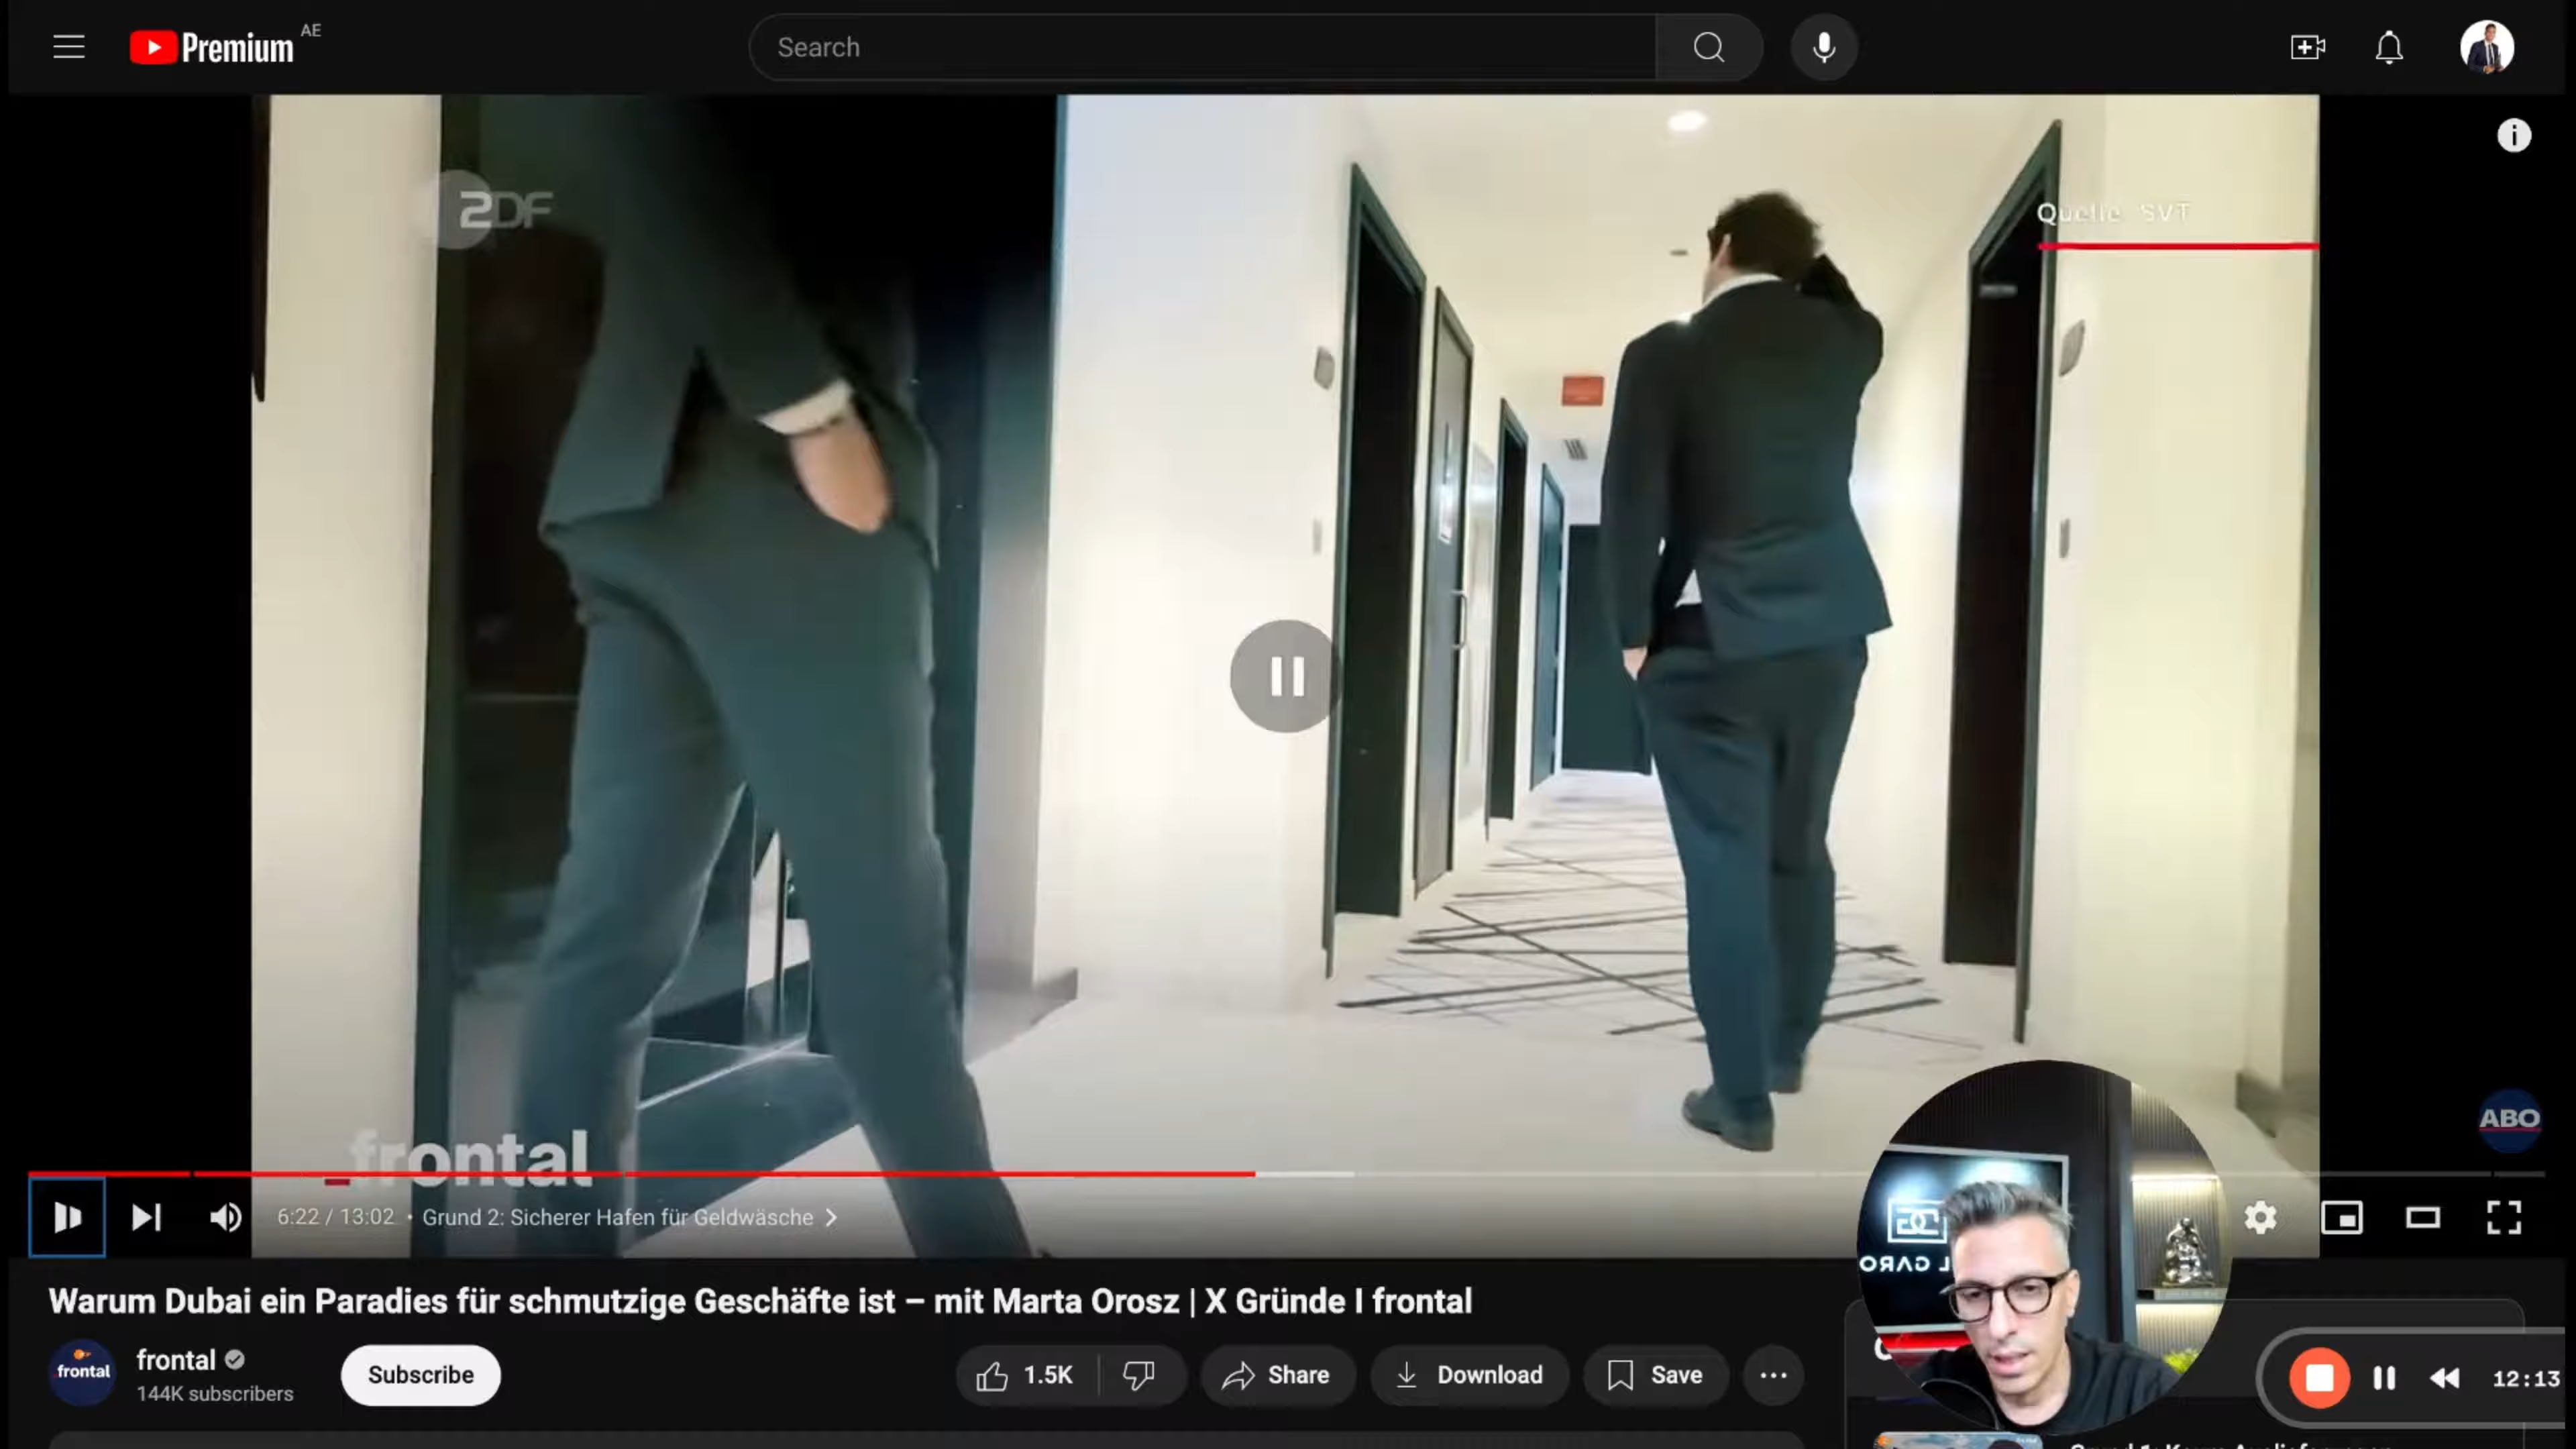 Premium AE
Search
ZDF
Quelle SVT
frontal
ABO
6:22 / 13:02 • Grund 2: Sicherer Hafen für Geldwäsche
Warum Dubai ein Paradies für schmutzige Geschäfte ist – mit Marta Orosz | X Gründe I frontal
frontal
frontal
144K subscribers
Subscribe
1.5K
Share
Download
Save
12:13